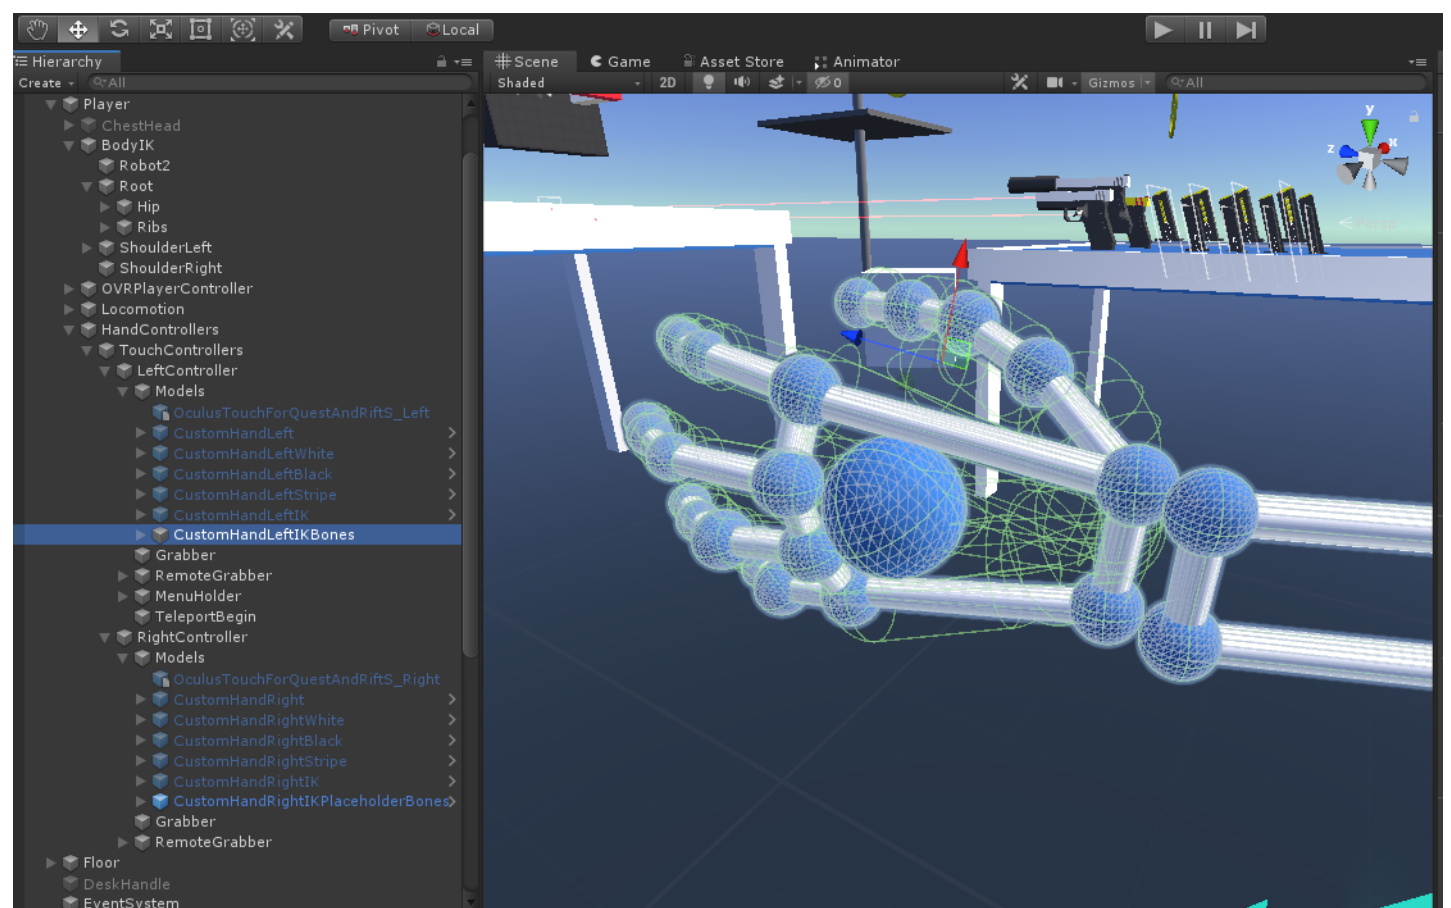 Pivot Local
Hierarchy
Create All
Player
ChestHead
BodyIK
Robot2
Root
Hip
Ribs
ShoulderLeft
ShoulderRight
OVRPlayerController
Locomotion
HandControllers
TouchControllers
LeftController
Models
OculusTouchForQuestAndRiftS_Left
CustomHandLeft
CustomHandLeftWhite
CustomHandLeftBlack
CustomHandLeftStripe
CustomHandLeftIK
CustomHandLeftIKBones
Grabber
RemoteGrabber
MenuHolder
TeleportBegin
RightController
Models
OculusTouchForQuestAndRiftS_Right
CustomHandRight
CustomHandRightWhite
CustomHandRightBlack
CustomHandRightStripe
CustomHandRightIK
CustomHandRightIKPlaceholderBones
Grabber
RemoteGrabber
Floor
DeskHandle
EventSystem
Scene Game Asset Store Animator
Shaded 2D 0 Gizmos All
y
z x
Persp